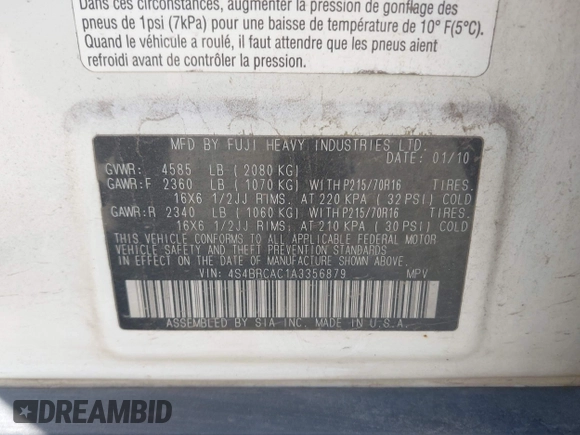 Dans ces circonstances, augmenter la pression de gonflage des
pneus de 1psi (7kPa) pour une baisse de température de 10° F(5°C).
Quand le véhicule a roulé, il faut attendre que les pneus aient
refroidi avant de contrôler la pression.
MFD BY FUJI HEAVY INDUSTRIES LTD.
DATE: 01/10
GVWR: 4585 LB (2080 KG)
GAWR:F 2360 LB (1070 KG) WITH P215/70R16 TIRES.
16X6 1/2JJ RIMS, AT 220 KPA (32 PSI) COLD
GAWR:R 2340 LB (1060 KG) WITH P215/70R16 TIRES.
16X6 1/2JJ RIMS, AT 210 KPA (30 PSI) COLD
THIS VEHICLE CONFORMS TO ALL APPLICABLE FEDERAL MOTOR
VEHICLE SAFETY AND THEFT PREVENTION STANDARDS
IN EFFECT ON THE DATE OF MANUFACTURE SHOWN ABOVE.
VIN: 4S4BRCAC1A3356879 MPV
ASSEMBLED BY SIA INC. MADE IN U.S.A.
DREAMBID